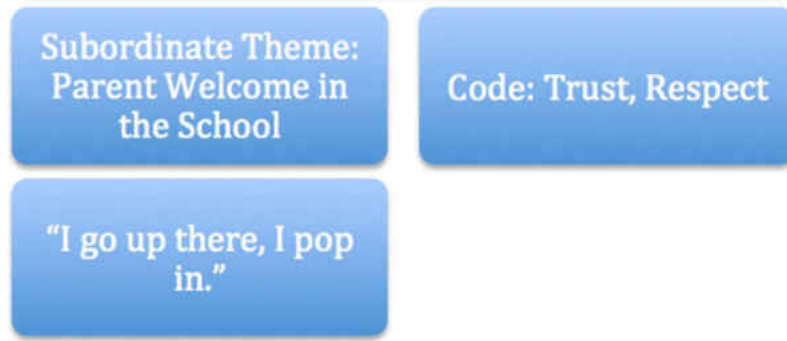 Subordinate Theme:
Parent Welcome in
the School
Code: Trust, Respect
“I go up there, I pop
in.”